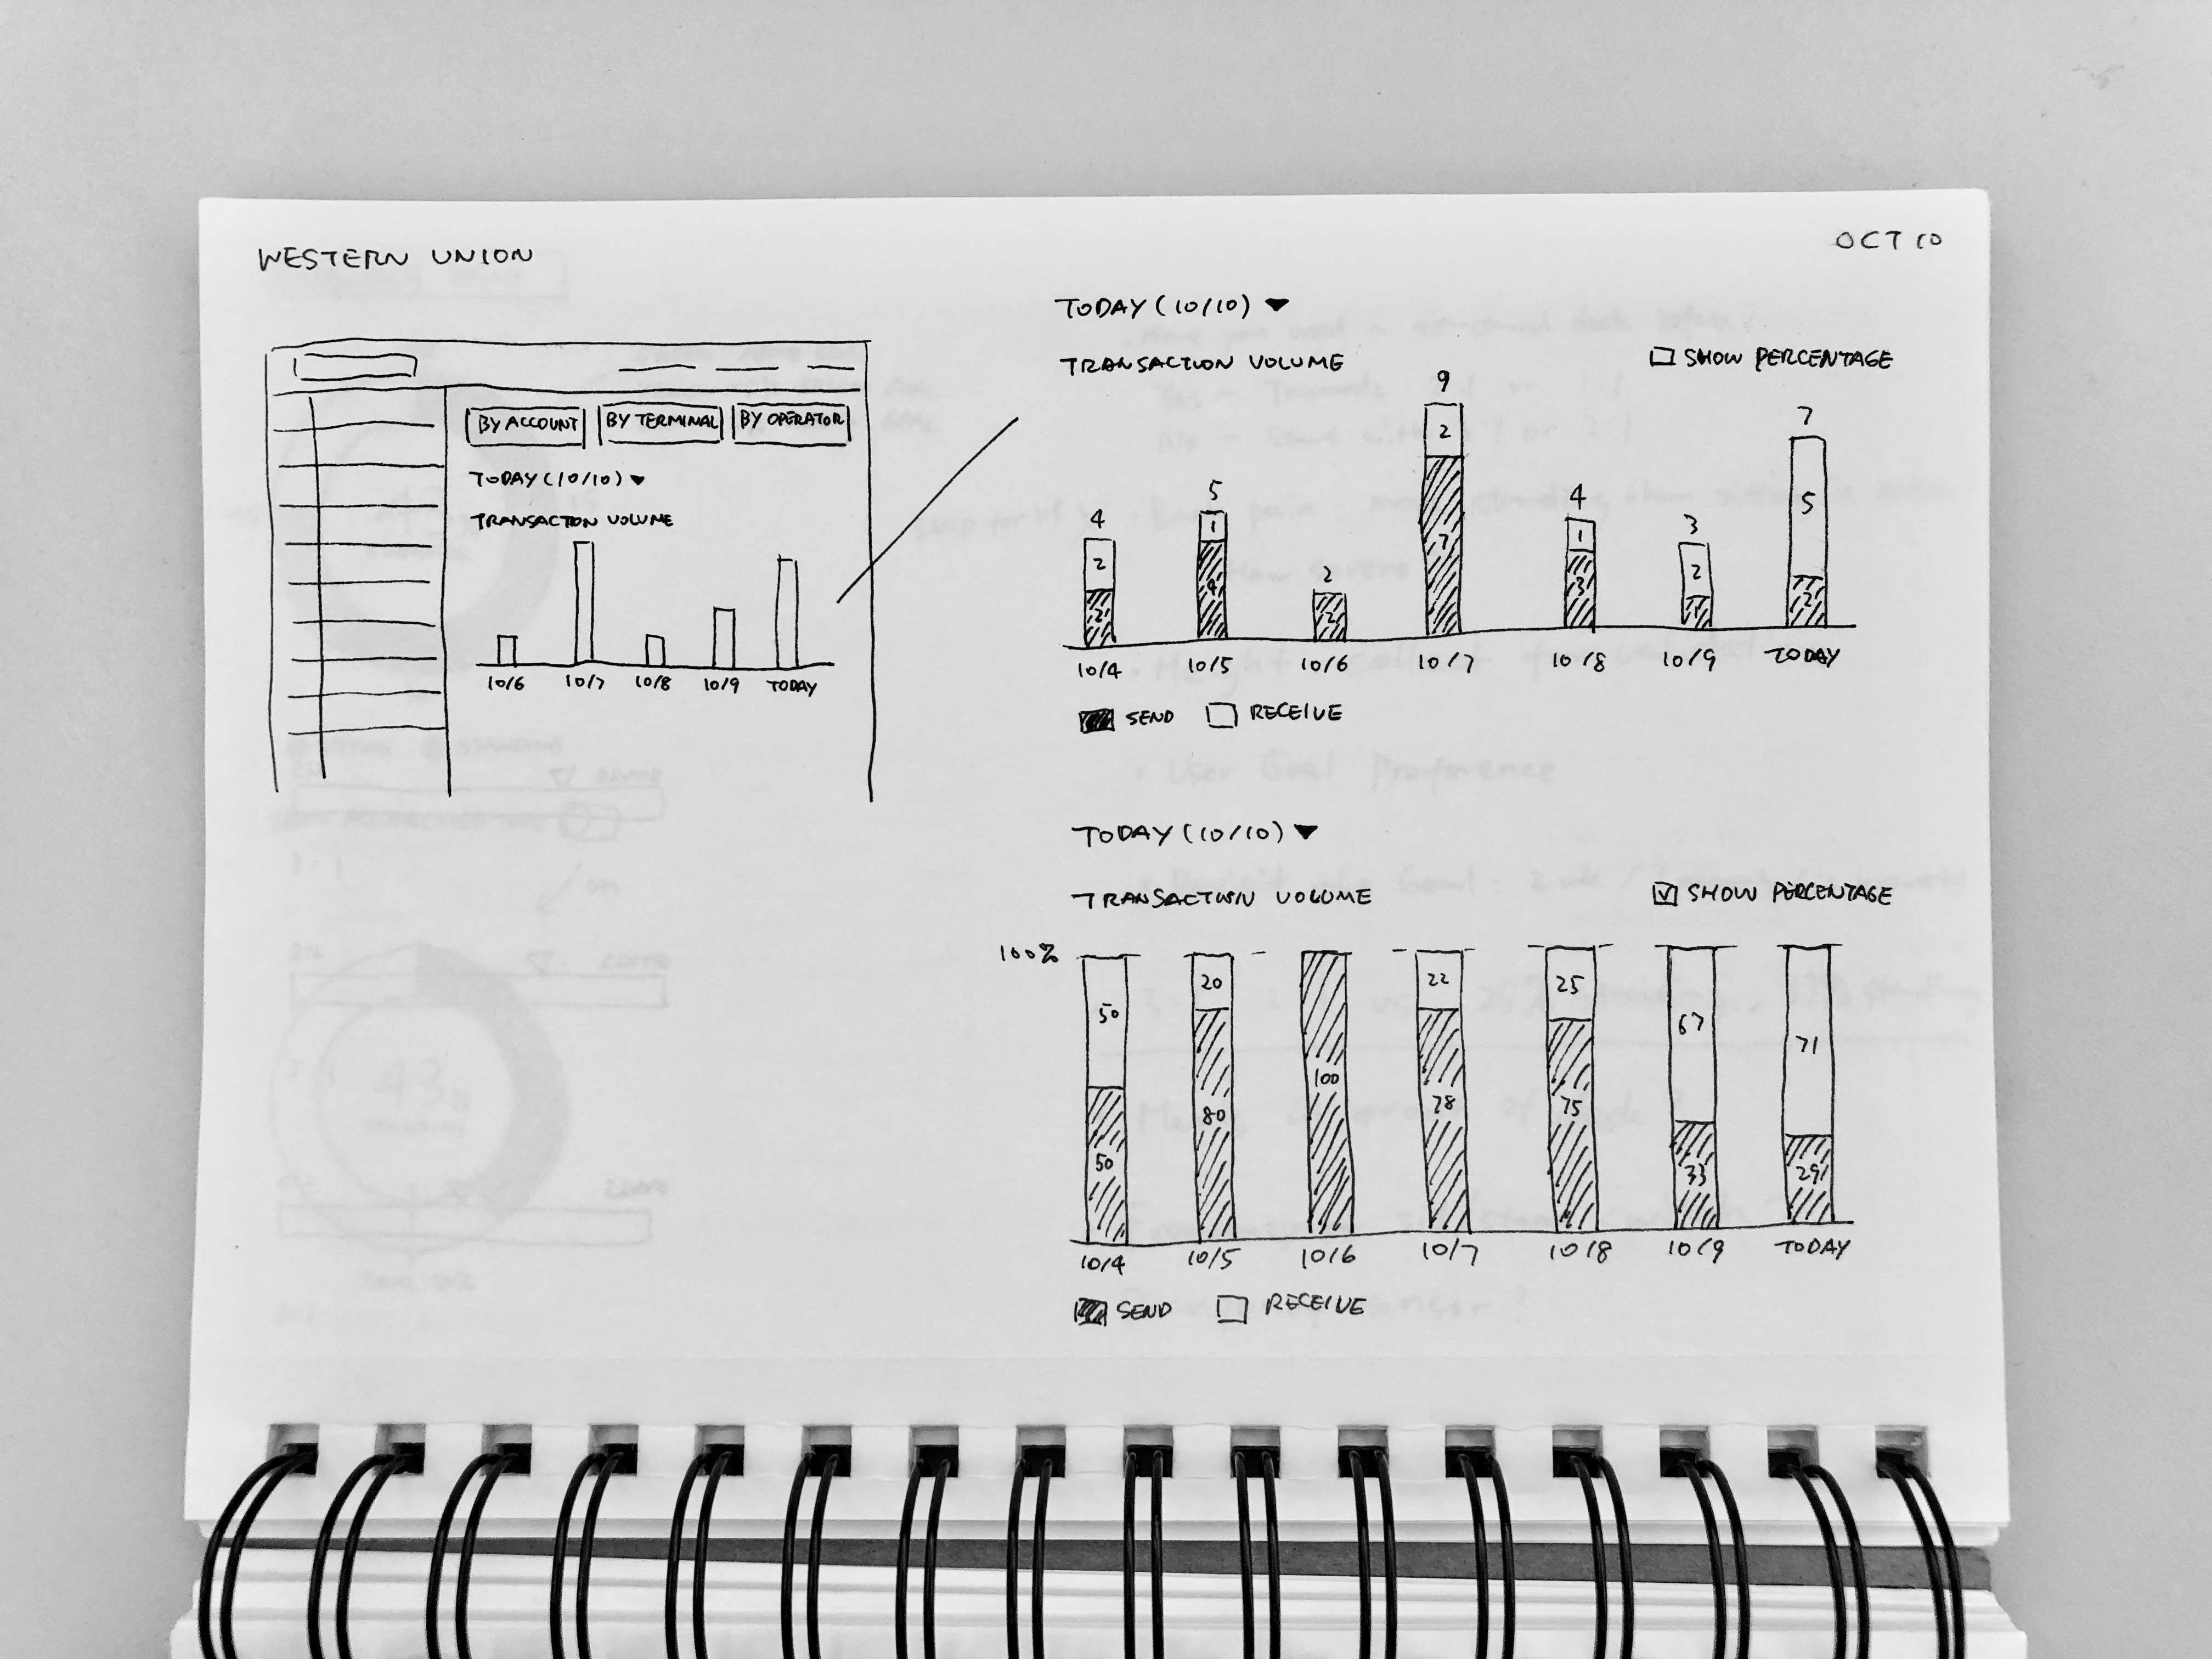 WESTERN UNION
OCT 10
BY ACCOUNT BY TERMINAL BY OPERATOR
TODAY (10/10)
TRANSACTION VOLUME
10/6 10/7 10/8 10/9 TODAY
TODAY (10/10)
TRANSACTION VOLUME
SHOW PERCENTAGE
4 5 2 9 4 3 7
2 1 2 1 2 5
2 4 2 7 3 1 2
10/4 10/5 10/6 10/7 10/8 10/9 TODAY
SEND RECEIVE
TODAY (10/10)
TRANSACTION VOLUME
SHOW PERCENTAGE
100%
50 20 22 25 67 71
50 80 100 78 75 33 29
10/4 10/5 10/6 10/7 10/8 10/9 TODAY
SEND RECEIVE